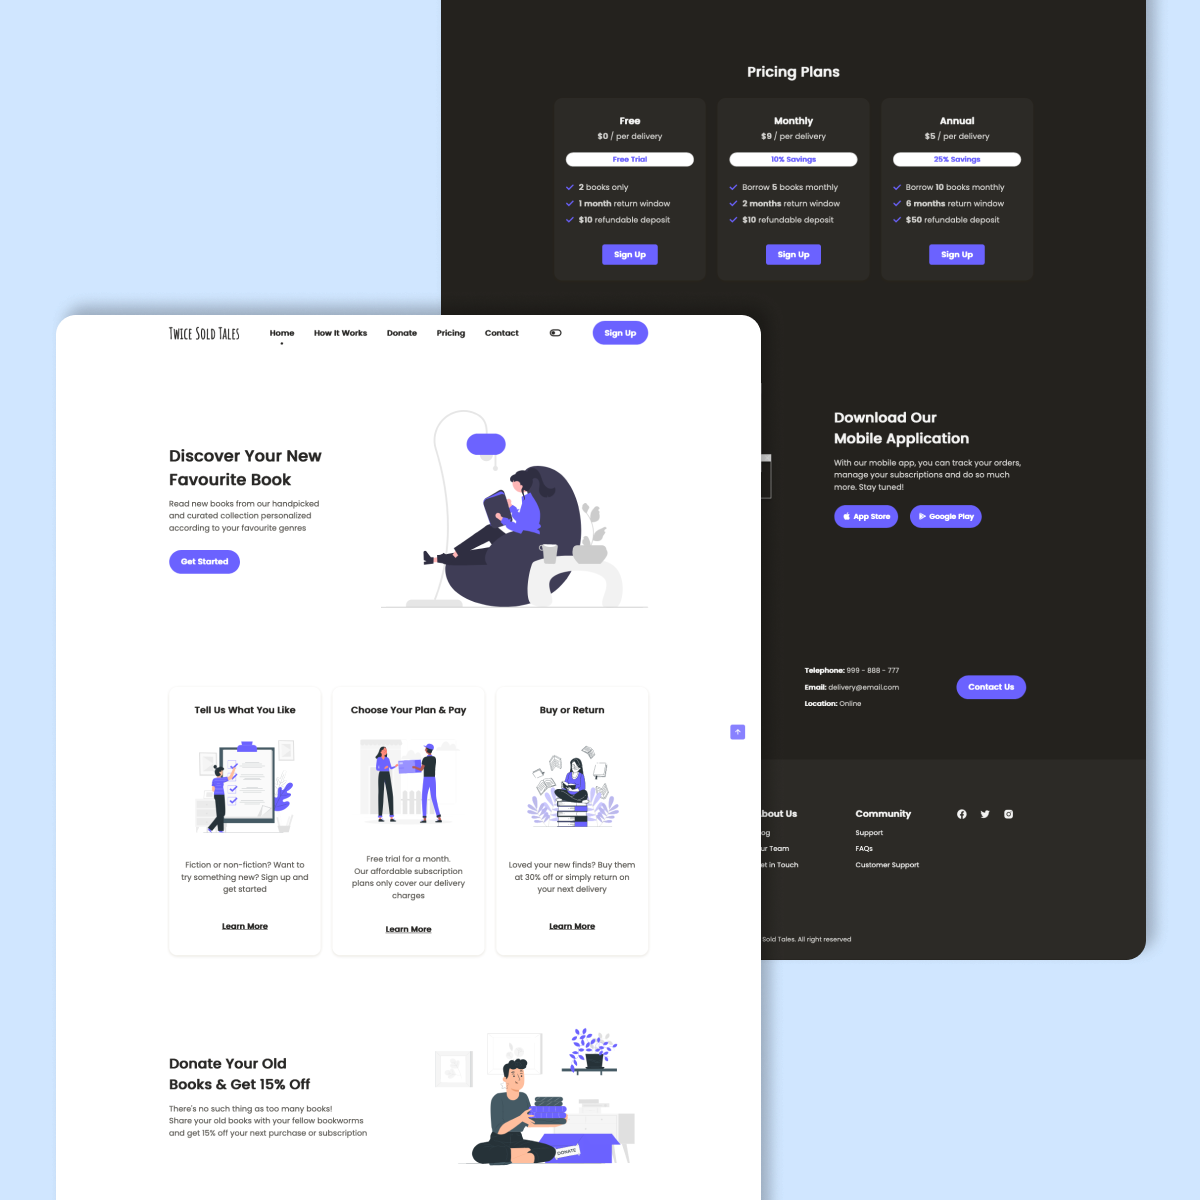 Pricing Plans
Free
$0 / per delivery
Free Trial
2 books only
1 month return window
$10 refundable deposit
Sign Up
Monthly
$9 / per delivery
10% Savings
Borrow 5 books monthly
2 months return window
$10 refundable deposit
Sign Up
Annual
$5 / per delivery
25% Savings
Borrow 10 books monthly
6 months return window
$50 refundable deposit
Sign Up
Twice Sold Tales
Home
How It Works
Donate
Pricing
Contact
Sign Up
Discover Your New
Favourite Book
Read new books from our handpicked
and curated collection personalized
according to your favourite genres
Get Started
Download Our
Mobile Application
With our mobile app, you can track your orders,
manage your subscriptions and do so much
more. Stay tuned!
App Store
Google Play
Tell Us What You Like
Fiction or non-fiction? Want to
try something new? Sign up and
get started
Learn More
Choose Your Plan & Pay
Free trial for a month.
Our affordable subscription
plans only cover our delivery
charges
Learn More
Buy or Return
Loved your new finds? Buy them
at 30% off or simply return on
your next delivery
Learn More
Telephone: 999 - 888 - 777
Email: delivery@email.com
Location: Online
Contact Us
bout Us
og
ur Team
et in Touch
Community
Support
FAQs
Customer Support
Sold Tales. All right reserved
Donate Your Old
Books & Get 15% Off
There's no such thing as too many books!
Share your old books with your fellow bookworms
and get 15% off your next purchase or subscription
DONATE